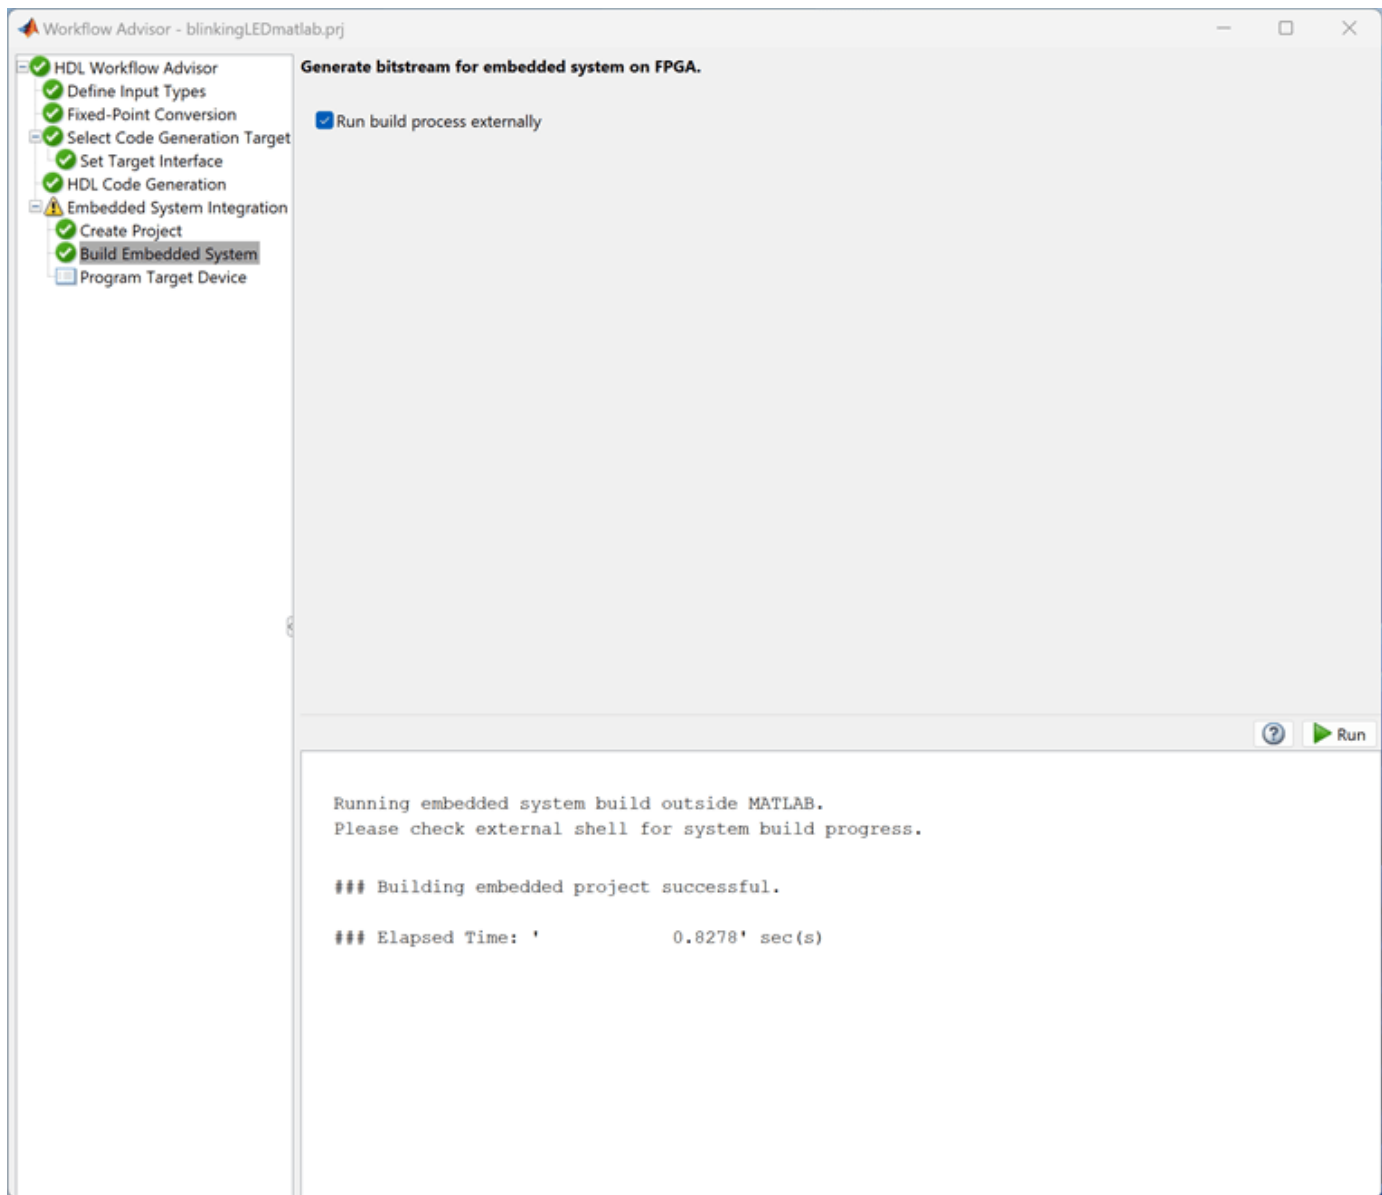 Workflow Advisor - blinkingLEDmatlab.prj
HDL Workflow Advisor
Define Input Types
Fixed-Point Conversion
Select Code Generation Target
Set Target Interface
HDL Code Generation
Embedded System Integration
Create Project
Build Embedded System
Program Target Device
Generate bitstream for embedded system on FPGA.
Run build process externally
? Run
Running embedded system build outside MATLAB.
Please check external shell for system build progress.
### Building embedded project successful.
### Elapsed Time: '             0.8278' sec(s)